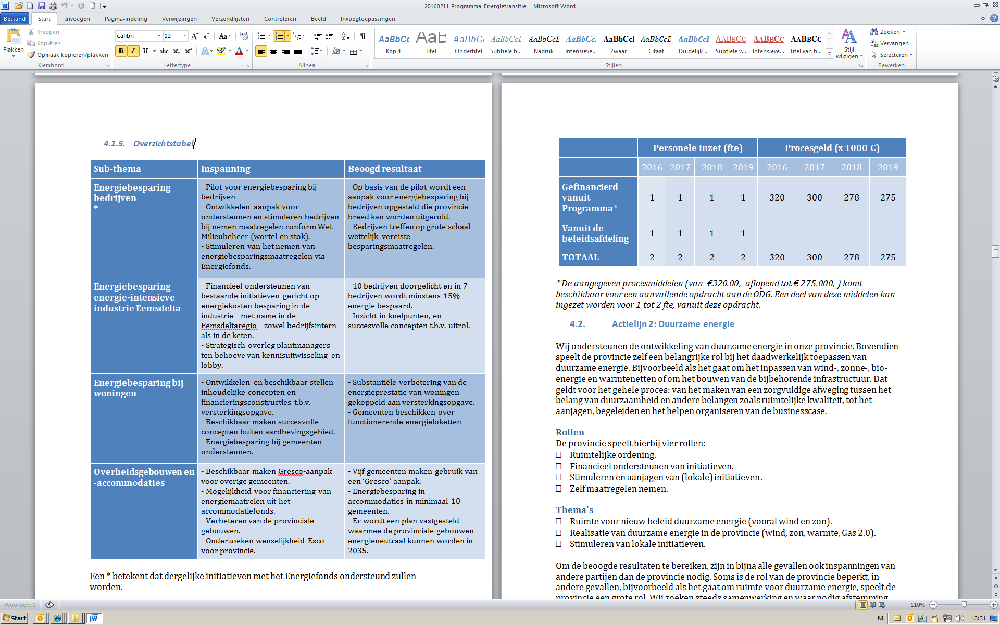 20160211 Programma_Energietransitie - Microsoft Word
Bestand Start Invoegen Pagina-indeling Verwijzingen Verzendlijsten Controleren Beeld Invoegtoepassingen
Plakken
Knippen
Kopiëren
Opmaak kopiëren/plakken
Klembord
Calibri 12
Lettertype
Alinea
AaBbCc AaB AaBbC AaBbCcL AaBbCcL AaBbCc. AaBbCcl AaBbCcD AaBbCcl AABBCC AABBCC AABBCC
Kop 4 Titel Ondertitel Subtiele b... Nadruk Intensieve... Zwaar Citaat Duidelijk ... Subtiele v... Intensieve... Titel van b...
Stijl
wijzigen
Stijlen
Zoeken
Vervangen
Selecteren
Bewerken
4.1.5. Overzichtstabel
Sub-thema Inspanning Beoogd resultaat
Energiebesparing
bedrijven
*
- Pilot voor energiebesparing bij
bedrijven
- Ontwikkelen aanpak voor
ondersteunen en stimuleren bedrijven
bij nemen maatregelen conform Wet
Milieubeheer (wortel en stok).
- Stimuleren van het nemen van
energiebesparingsmaatregelen via
Energiefonds.
- Op basis van de pilot wordt een
aanpak voor energiebesparing bij
bedrijven opgesteld die provincie-
breed kan worden uitgerold.
- Bedrijven treffen op grote schaal
wettelijk vereiste
besparingsmaatregelen.
Energiebesparing
energie-intensieve
industrie Eemsdelta
- Financieel ondersteunen van
bestaande initiatieven gericht op
energiekosten besparing in de
industrie - met name in de
Eemsdeltaregio - zowel bedrijfsintern
als in de keten.
- Strategisch overleg plantmanagers
ten behoeve van kennisuitwisseling en
lobby.
- 10 bedrijven doorgelicht en in 7
bedrijven wordt minstens 15%
energie bespaard.
- Inzicht in knelpunten, en
succesvolle concepten t.b.v. uitrol.
Energiebesparing bij
woningen
- Ontwikkelen en beschikbaar stellen
inhoudelijke concepten en
financieringsconstructies t.b.v.
versterkingsopgave.
- Beschikbaar maken succesvolle
concepten buiten aardbevingsgebied.
- Energiebesparing bij gemeenten
ondersteunen.
- Substantiële verbetering van de
energieprestatie van woningen
gekoppeld aan versterkingsopgave.
- Gemeenten beschikken over
functionerende energieloketten
Overheidsgebouwen en
-accommodaties
- Beschikbaar maken Gresco-aanpak
voor overige gemeenten.
- Mogelijkheid voor financiering van
energiemaatrelen uit het
accommodatiefonds.
- Verbeteren van de provinciale
gebouwen.
- Onderzoeken wenselijkheid Esco
voor provincie.
- Vijf gemeenten maken gebruik van
een ‘Gresco’ aanpak.
- Energiebesparing in
accommodaties in minimaal 10
gemeenten.
- Er wordt een plan vastgesteld
waarmee de provinciale gebouwen
energieneutraal kunnen worden in
2035.
Een * betekent dat dergelijke initiatieven met het Energiefonds ondersteund zullen
worden.
Personele inzet (fte) Procesgeld (x 1000 €)
2016 2017 2018 2019 2016 2017 2018 2019
Gefinancierd
vanuit
Programma*
1 1 1 1 320 300 278 275
Vanuit de
beleidsafdeling
1 1 1 1
TOTAAL 2 2 2 2 320 300 278 275
* De aangegeven procesmiddelen (van €320.00,- aflopend tot € 275.000,-) komt
beschikbaar voor een aanvullende opdracht aan de ODG. Een deel van deze middelen kan
ingezet worden voor 1 tot 2 fte, vanuit deze opdracht.
4.2. Actielijn 2: Duurzame energie
Wij ondersteunen de ontwikkeling van duurzame energie in onze provincie. Bovendien
speelt de provincie zelf een belangrijke rol bij het daadwerkelijk toepassen van
duurzame energie. Bijvoorbeeld als het gaat om het inpassen van wind-, zonne-, bio-
energie en warmtenetten of om het bouwen van de bijbehorende infrastructuur. Dat
geldt voor het gehele proces: van het maken van een zorgvuldige afweging tussen het
belang van duurzaamheid en andere belangen zoals ruimtelijke kwaliteit, tot het
aanjagen, begeleiden en het helpen organiseren van de businesscase.
Rollen
De provincie speelt hierbij vier rollen:
Ruimtelijke ordening.
Financieel ondersteunen van initiatieven.
Stimuleren en aanjagen van (lokale) initiatieven.
Zelf maatregelen nemen.
Thema's
Ruimte voor nieuw beleid duurzame energie (vooral wind en zon).
Realisatie van duurzame energie in de provincie (wind, zon, warmte, Gas 2.0).
Stimuleren van lokale initiatieven.
Om de beoogde resultaten te bereiken, zijn in bijna alle gevallen ook inspanningen van
andere partijen dan de provincie nodig. Soms is de rol van de provincie beperkt, in
andere gevallen, bijvoorbeeld als het gaat om ruimte voor duurzame energie, speelt de
provincie een grote rol. Wij zoeken steeds samenwerking en waar nodig afstemming
Woorden: 0
110%
Start
NL
13:31